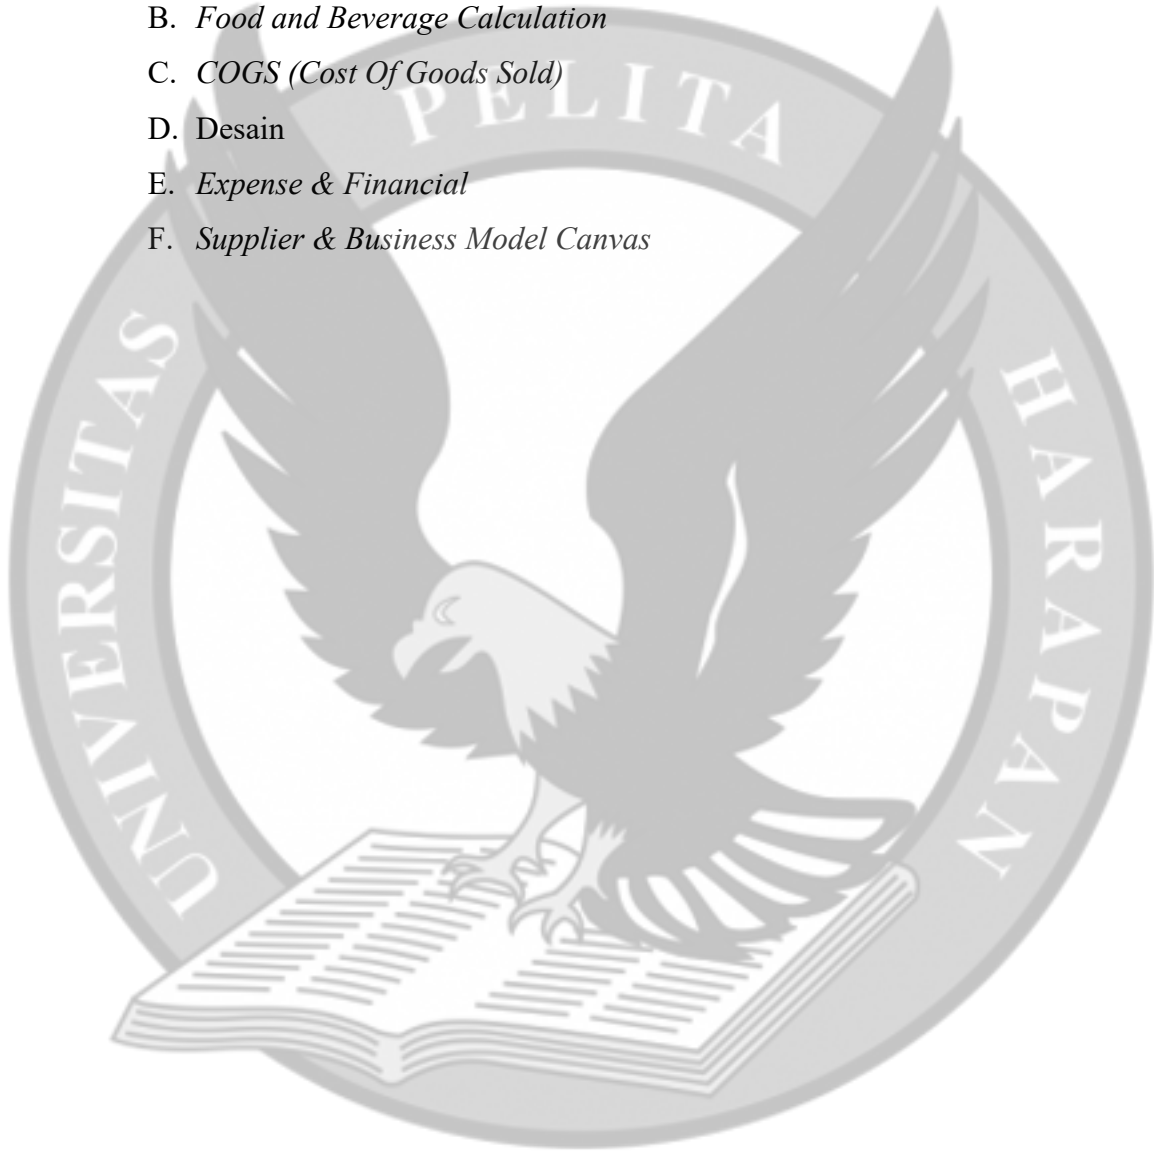 B. Food and Beverage Calculation
C. COGS (Cost Of Goods Sold)
D. Desain
E. Expense & Financial
F. Supplier & Business Model Canvas
UNIVERSITAS PELITA HARAPAN